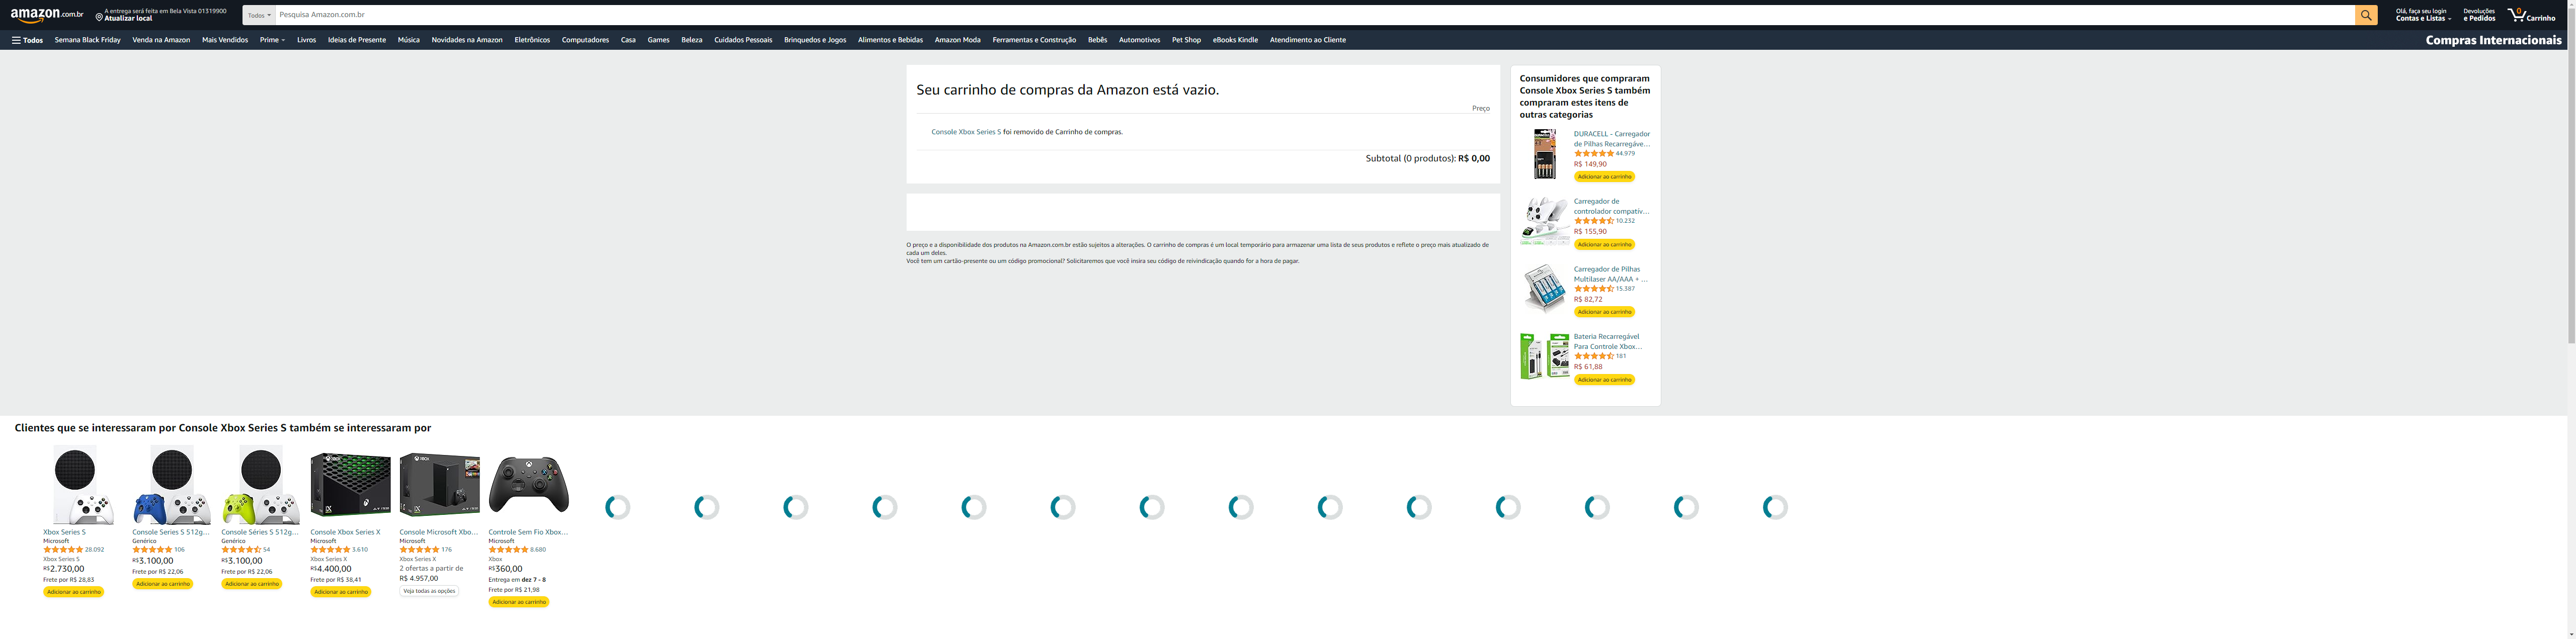 amazon.com.br
A entrega será feita em Bela Vista 01319900
Atualizar local
Todos
Pesquisa Amazon.com.br
Olá, faça seu login
Contas e Listas
Devoluções
e Pedidos
0
Carrinho
Todos
Semana Black Friday
Venda na Amazon
Mais Vendidos
Prime
Livros
Ideias de Presente
Música
Novidades na Amazon
Eletrônicos
Computadores
Casa
Games
Beleza
Cuidados Pessoais
Brinquedos e Jogos
Alimentos e Bebidas
Amazon Moda
Ferramentas e Construção
Bebês
Automotivos
Pet Shop
eBooks Kindle
Atendimento ao Cliente
Compras Internacionais
Seu carrinho de compras da Amazon está vazio.
Preço
Console Xbox Series S foi removido de Carrinho de compras.
Subtotal (0 produtos): R$ 0,00
O preço e a disponibilidade dos produtos na Amazon.com.br estão sujeitos a alterações. O carrinho de compras é um local temporário para armazenar uma lista de seus produtos e reflete o preço mais atualizado de
cada um deles.
Você tem um cartão-presente ou um código promocional? Solicitaremos que você insira seu código de reivindicação quando for a hora de pagar.
Consumidores que compraram
Console Xbox Series S também
compraram estes itens de
outras categorias
DURACELL - Carregador
de Pilhas Recarregáve…
44.979
R$ 149,90
Adicionar ao carrinho
Carregador de
controlador compatív…
10.232
R$ 155,90
Adicionar ao carrinho
Carregador de Pilhas
Multilaser AA/AAA + …
15.387
R$ 82,72
Adicionar ao carrinho
Bateria Recarregável
Para Controle Xbox…
181
R$ 61,88
Adicionar ao carrinho
Clientes que se interessaram por Console Xbox Series S também se interessaram por
Xbox Series S
Microsoft
28.092
Xbox Series S
R$2.730,00
Frete por R$ 28,83
Adicionar ao carrinho
Console Series S 512g…
Genérico
106
R$3.100,00
Frete por R$ 22,06
Adicionar ao carrinho
Console Séries S 512g…
Genérico
54
R$3.100,00
Frete por R$ 22,06
Adicionar ao carrinho
Console Xbox Series X
Microsoft
3.610
Xbox Series X
R$4.400,00
Frete por R$ 38,41
Adicionar ao carrinho
XBOX
Console Microsoft Xbo…
Microsoft
176
Xbox Series X
2 ofertas a partir de
R$ 4.957,00
Veja todas as opções
Controle Sem Fio Xbox…
Microsoft
8.680
Xbox
R$360,00
Entrega em dez 7 - 8
Frete por R$ 21,98
Adicionar ao carrinho